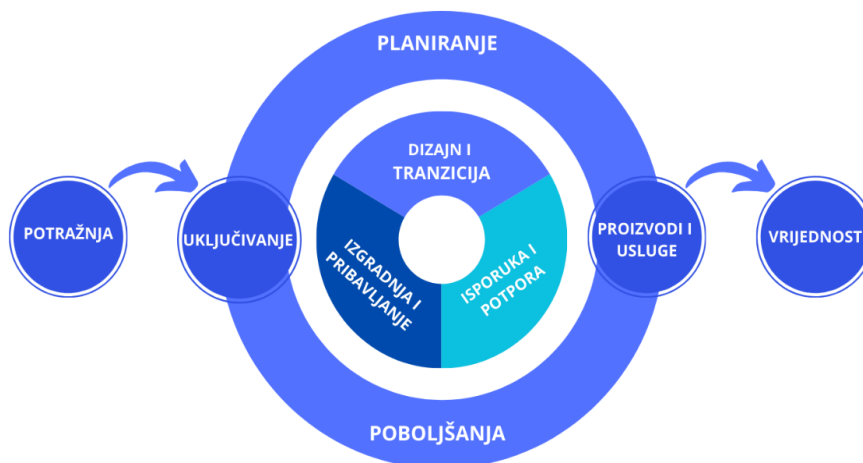 PLANIRANJE
DIZAJN I
TRANZICIJA
POTRAŽNJA
UKLJUČIVANJE
IZGRADNJA I
PRIBAVLJANJE
ISPORUKA I
POTPORA
PROIZVODI I
USLUGE
VRIJEDNOST
POBOLJŠANJA